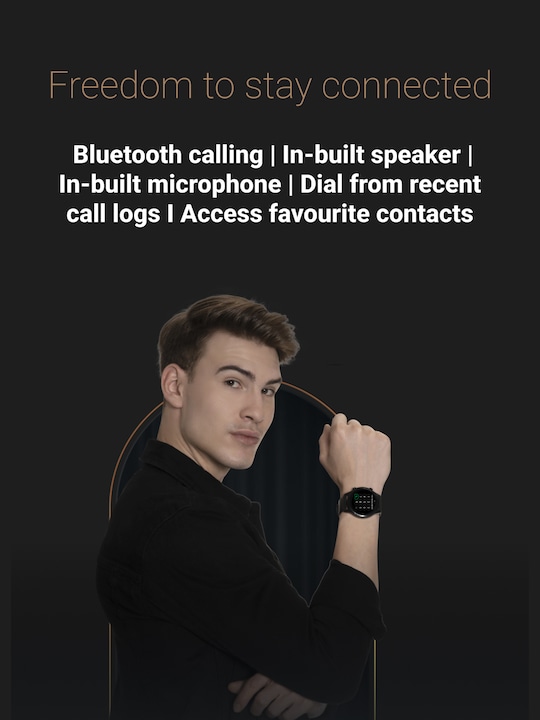 Freedom to stay connected
Bluetooth calling | In-built speaker |
In-built microphone | Dial from recent
call logs I Access favourite contacts